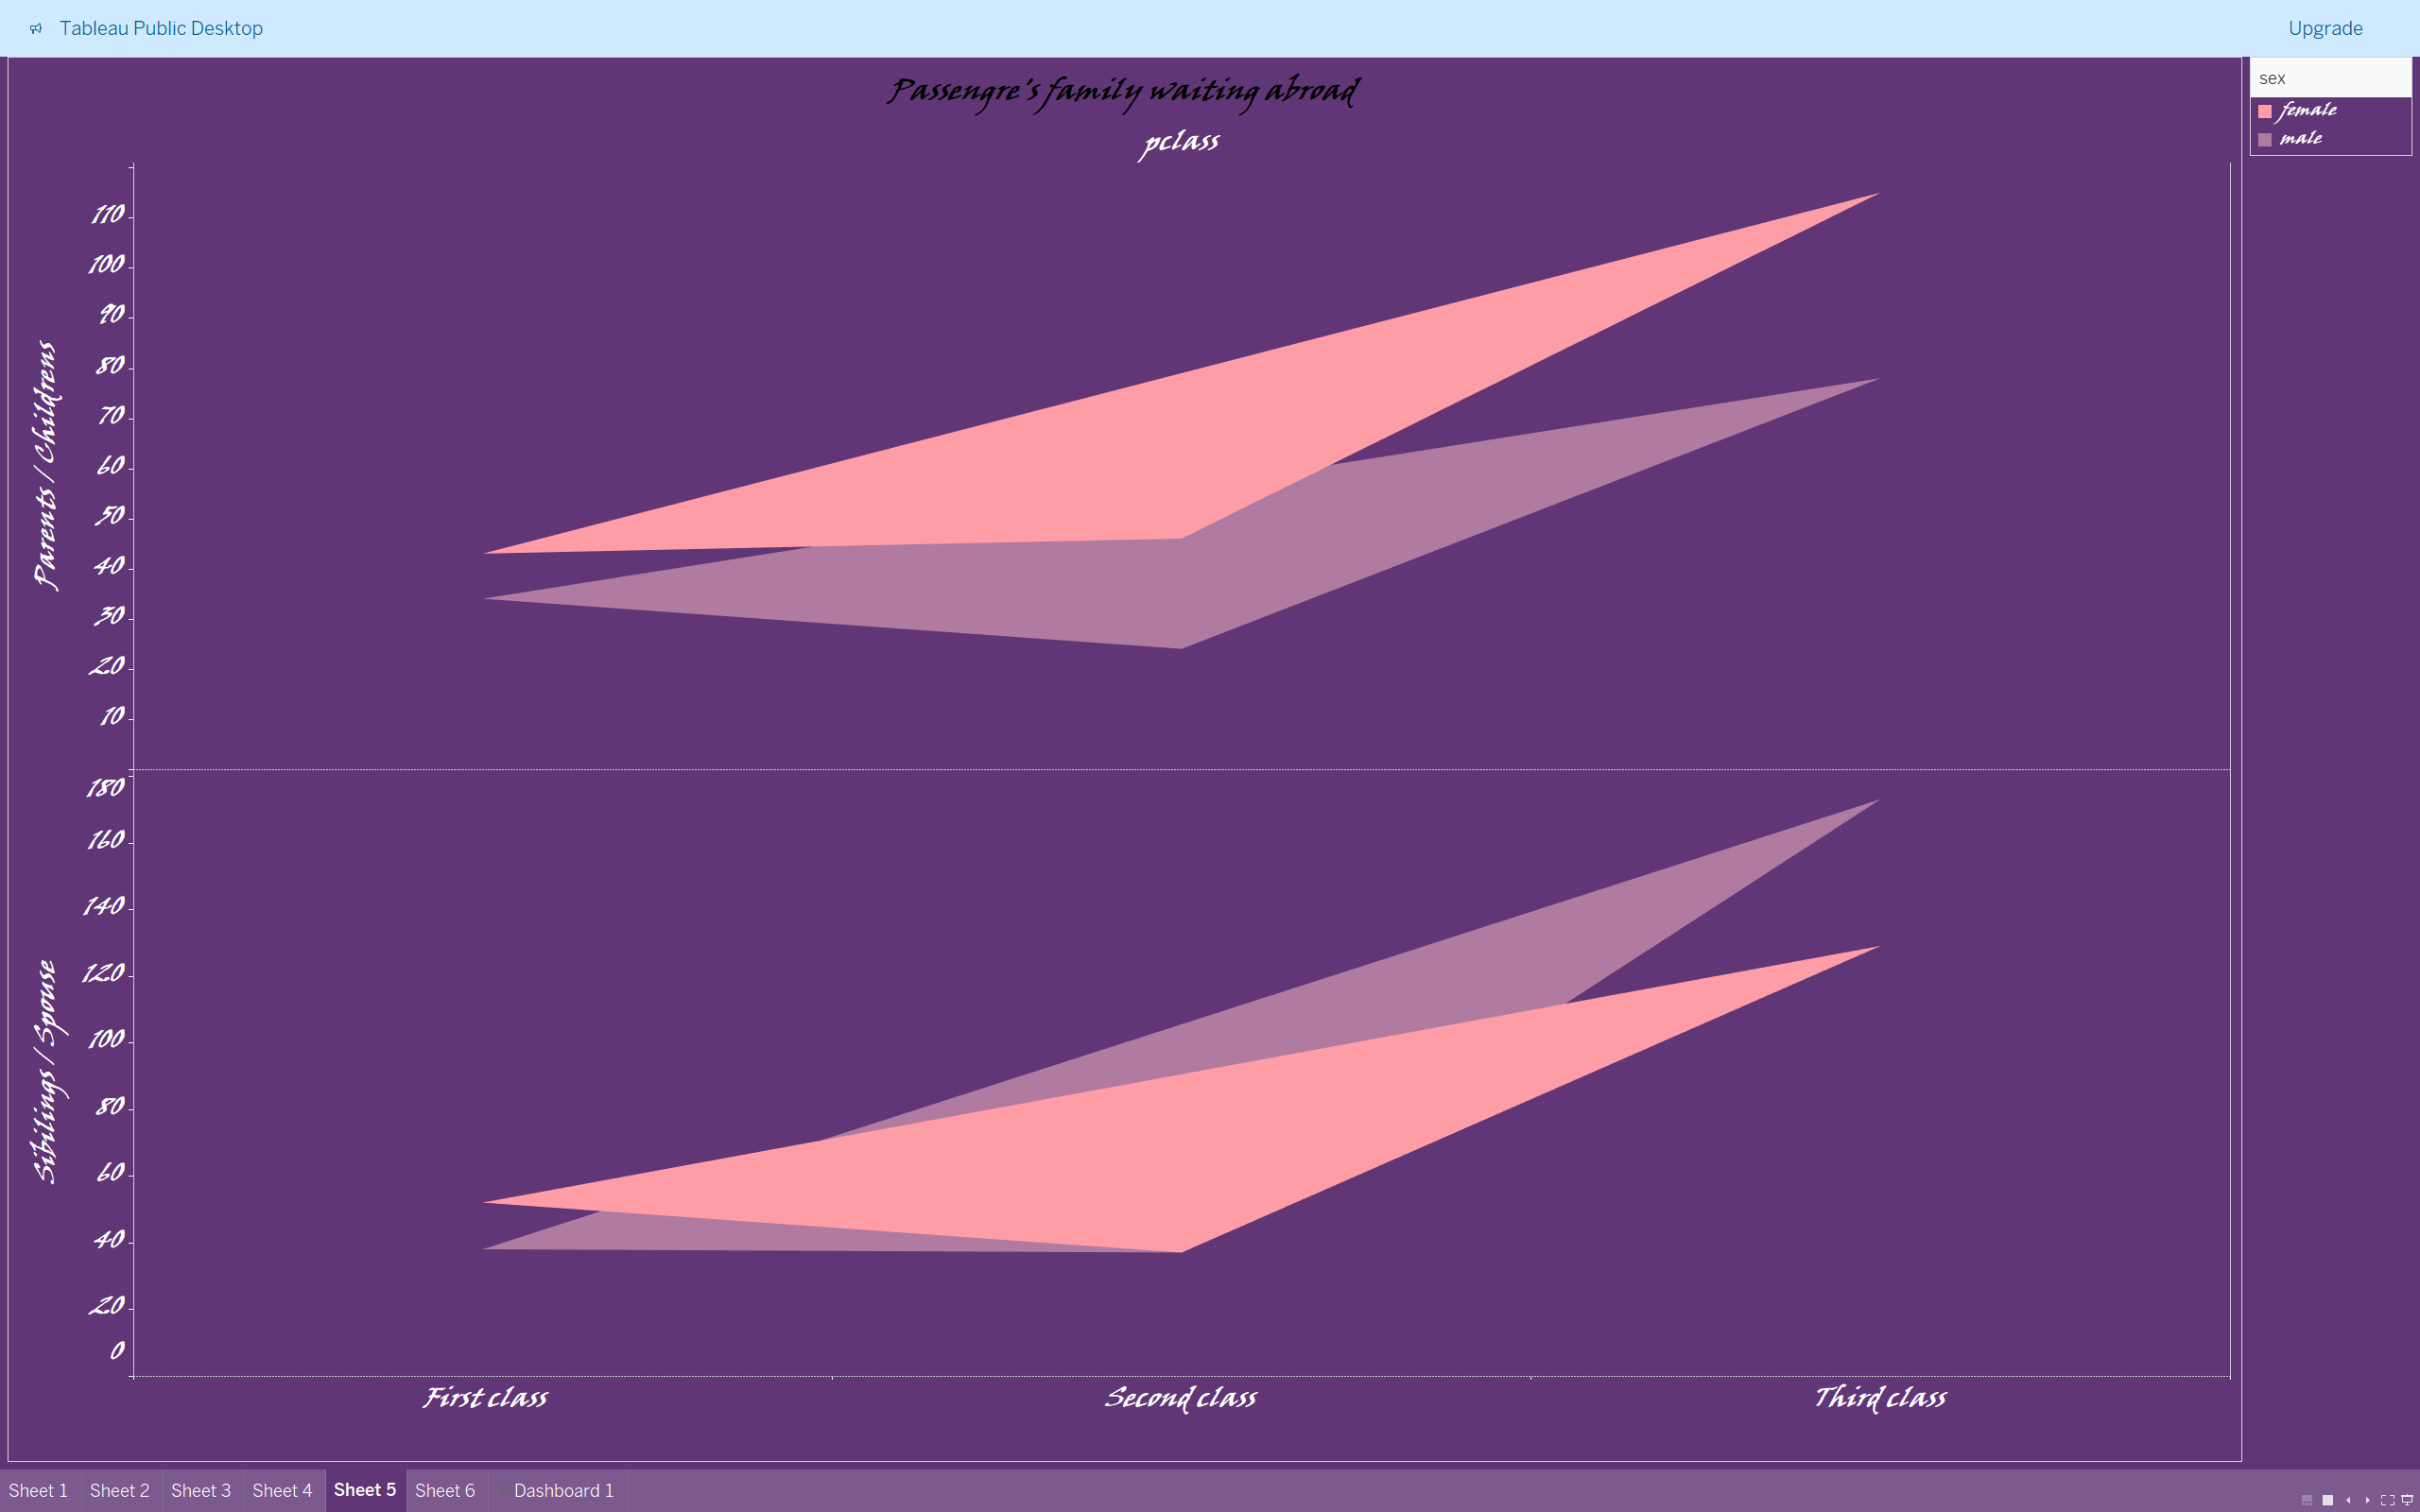 Tableau Public Desktop
Upgrade
Passengre's family waiting abroad
pclass
sex
female
male
Parents / Childrens
110
100
90
80
70
60
50
40
30
20
10
Sibilings / Spouse
180
160
140
120
100
80
60
40
20
0
First class
Second class
Third class
Sheet 1
Sheet 2
Sheet 3
Sheet 4
Sheet 5
Sheet 6
Dashboard 1